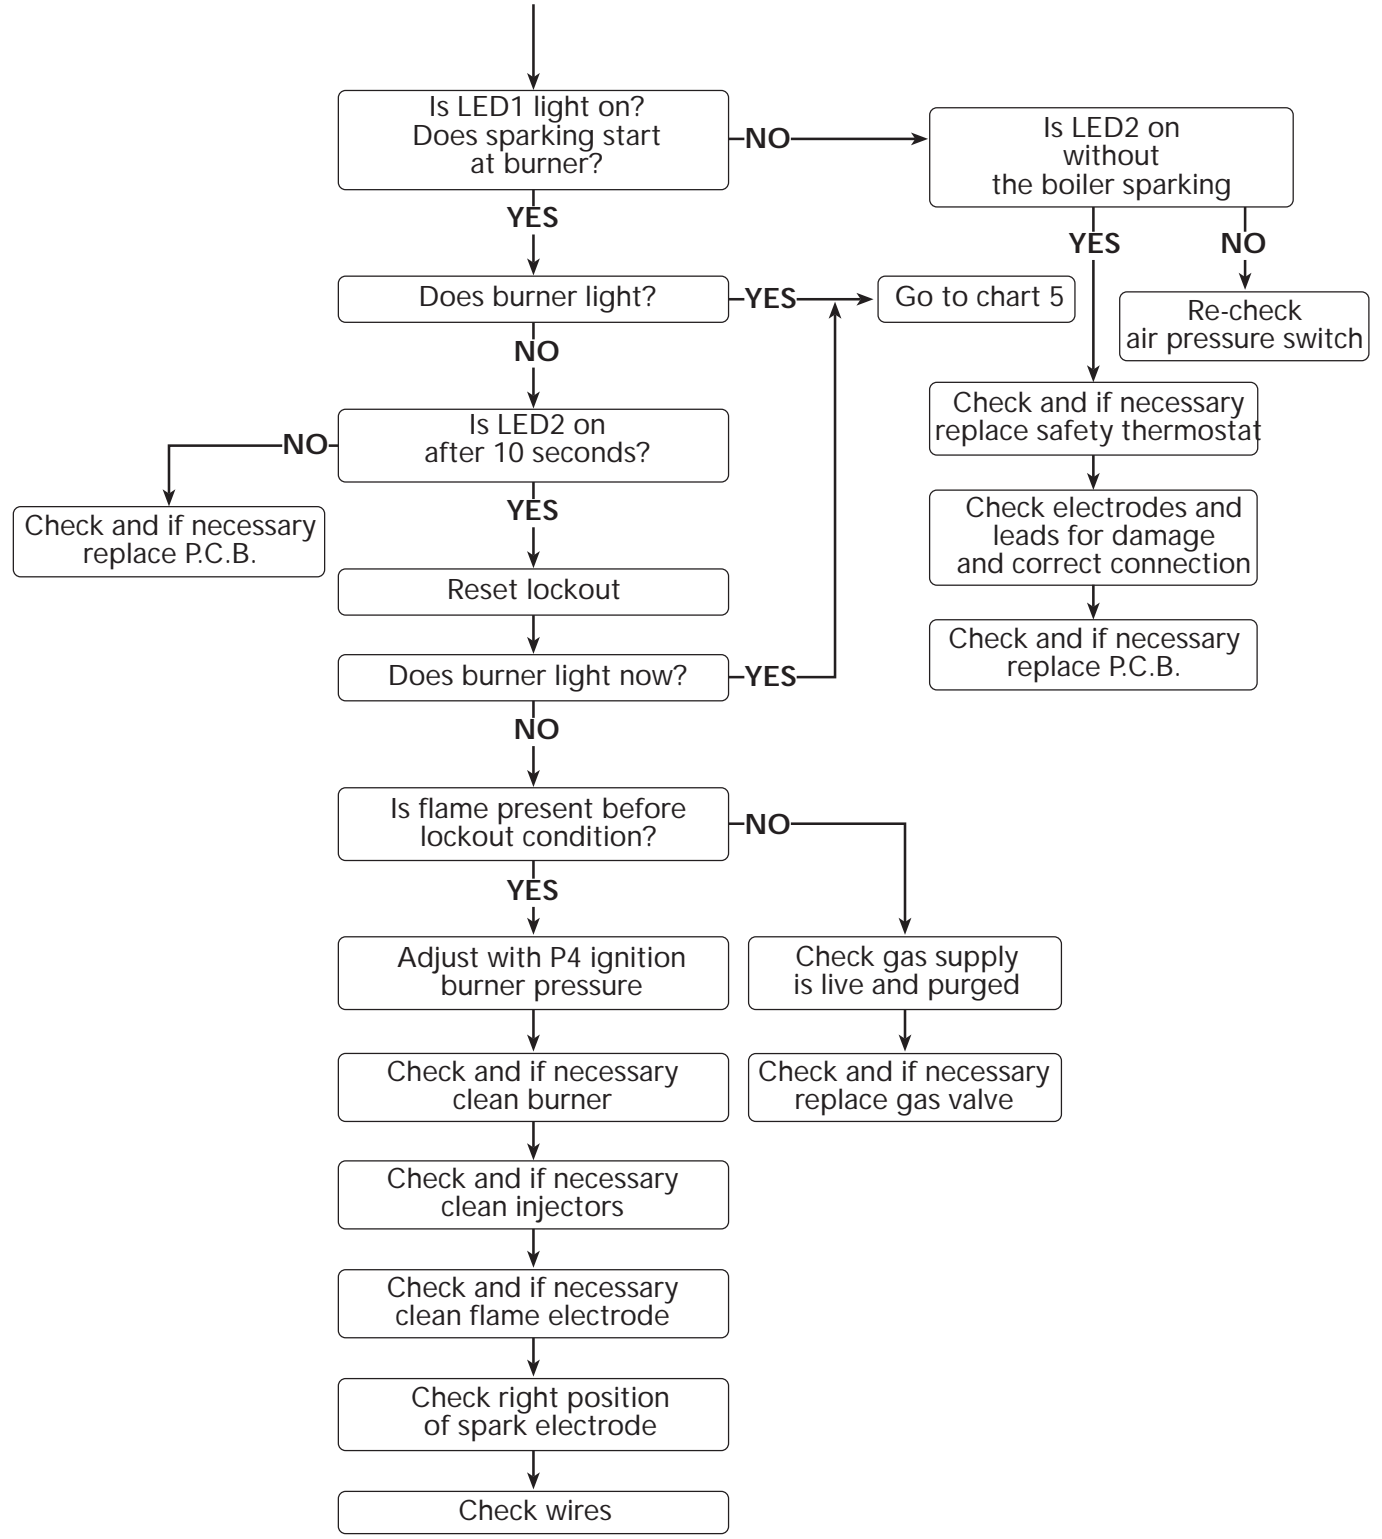 Is LED1 light on?
Does sparking start
at burner?
NO
Is LED2 on
without
the boiler sparking
YES
YES
NO
Does burner light?
YES
Go to chart 5
Re-check
air pressure switch
NO
Is LED2 on
after 10 seconds?
NO
Check and if necessary
replace safety thermostat
YES
Check and if necessary
replace P.C.B.
Check electrodes and
leads for damage
and correct connection
Reset lockout
Does burner light now?
YES
Check and if necessary
replace P.C.B.
NO
Is flame present before
lockout condition?
NO
YES
Adjust with P4 ignition
burner pressure
Check gas supply
is live and purged
Check and if necessary
clean burner
Check and if necessary
replace gas valve
Check and if necessary
clean injectors
Check and if necessary
clean flame electrode
Check right position
of spark electrode
Check wires